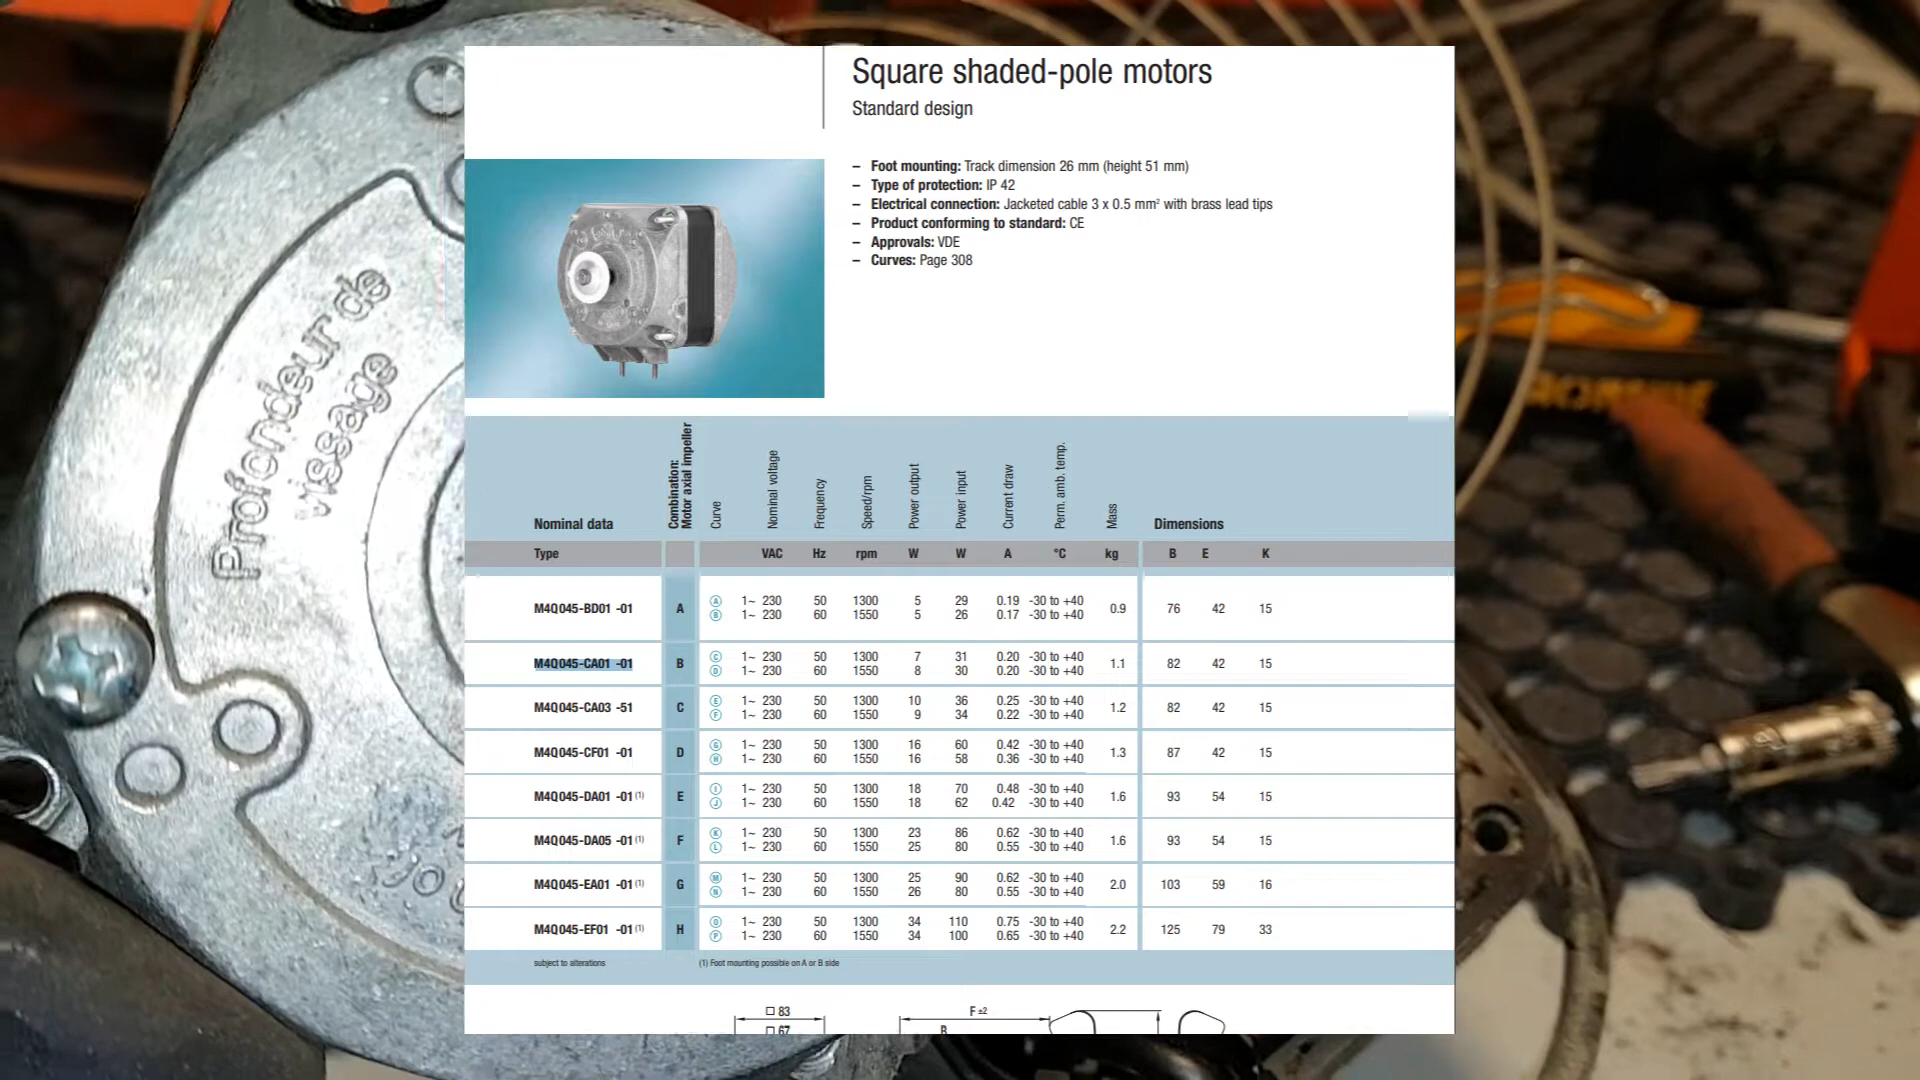 Square shaded-pole motors
Standard design
– Foot mounting: Track dimension 26 mm (height 51 mm)
– Type of protection: IP 42
– Electrical connection: Jacketed cable 3 x 0.5 mm² with brass lead tips
– Product conforming to standard: CE
– Approvals: VDE
– Curves: Page 308
Profondeur de
vissage
Nominal data Combination: Motor axial impeller Curve Nominal voltage Frequency Speed/rpm Power output Power input Current draw Perm. amb. temp. Mass Dimensions
Type VAC Hz rpm W W A °C kg B E K
M4Q045-BD01 -01 A Ⓐ 1~ 230 50 1300 5 29 0.19 -30 to +40 0.9 76 42 15
Ⓑ 1~ 230 60 1550 5 26 0.17 -30 to +40
M4Q045-CA01 -01 B Ⓒ 1~ 230 50 1300 7 31 0.20 -30 to +40 1.1 82 42 15
Ⓓ 1~ 230 60 1550 8 30 0.20 -30 to +40
M4Q045-CA03 -51 C Ⓔ 1~ 230 50 1300 10 36 0.25 -30 to +40 1.2 82 42 15
Ⓕ 1~ 230 60 1550 9 34 0.22 -30 to +40
M4Q045-CF01 -01 D Ⓖ 1~ 230 50 1300 16 60 0.42 -30 to +40 1.3 87 42 15
Ⓗ 1~ 230 60 1550 16 58 0.36 -30 to +40
M4Q045-DA01 -01 (1) E Ⓘ 1~ 230 50 1300 18 70 0.48 -30 to +40 1.6 93 54 15
Ⓙ 1~ 230 60 1550 18 62 0.42 -30 to +40
M4Q045-DA05 -01 (1) F Ⓚ 1~ 230 50 1300 23 86 0.62 -30 to +40 1.6 93 54 15
Ⓛ 1~ 230 60 1550 25 80 0.55 -30 to +40
M4Q045-EA01 -01 (1) G Ⓜ 1~ 230 50 1300 25 90 0.62 -30 to +40 2.0 103 59 16
Ⓝ 1~ 230 60 1550 26 80 0.55 -30 to +40
M4Q045-EF01 -01 (1) H Ⓞ 1~ 230 50 1300 34 110 0.75 -30 to +40 2.2 125 79 33
Ⓟ 1~ 230 60 1550 34 100 0.65 -30 to +40
subject to alterations (1) Foot mounting possible on A or B side
□ 83 F ±2
□ 67 B